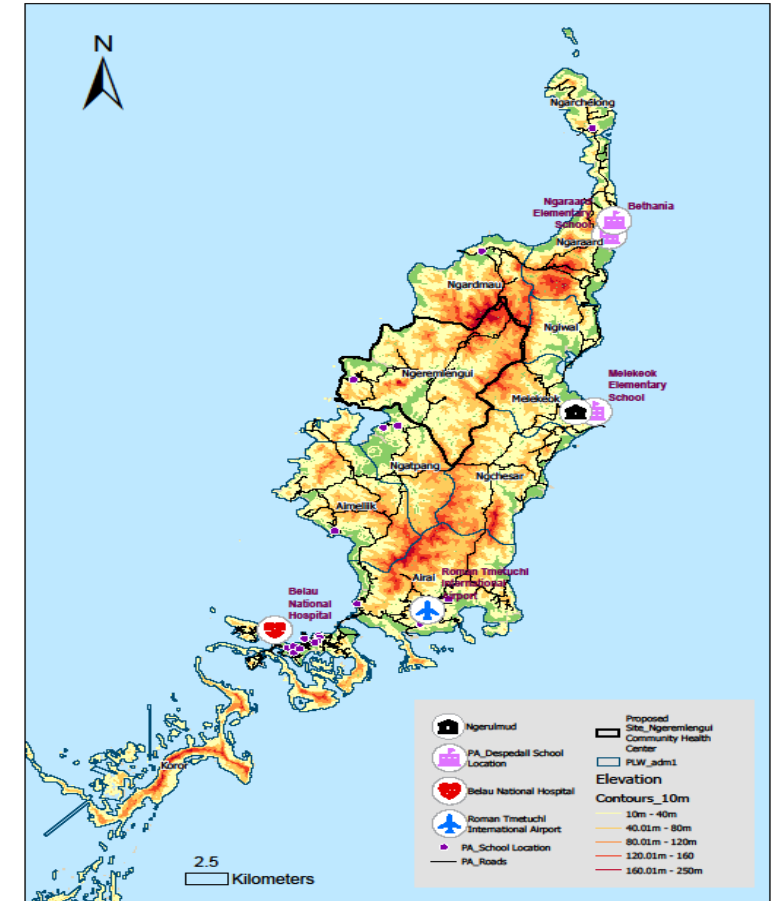 N
Ngarchelong
Ngaraard
Elementary
School
Bethania
Ngaraard
Ngardmau
Ngiwal
Ngeremlengui
Melekeok
Elementary
School
Melekeok
Ngatpang
Ngchesar
Aimeliik
Airai
Roman Tmetuchl
International
Airport
Belau
National
Hospital
Koror
2.5
Kilometers
Ngerulmud
PA_Despedall School
Location
Belau National Hospital
Roman Tmetuchl
International Airport
PA_School Location
PA_Roads
Proposed
Site_Ngeremlengui
Community Health
Center
PLW_adm1
Elevation
Contours_10m
10m - 40m
40.01m - 80m
80.01m - 120m
120.01m - 160
160.01m - 250m